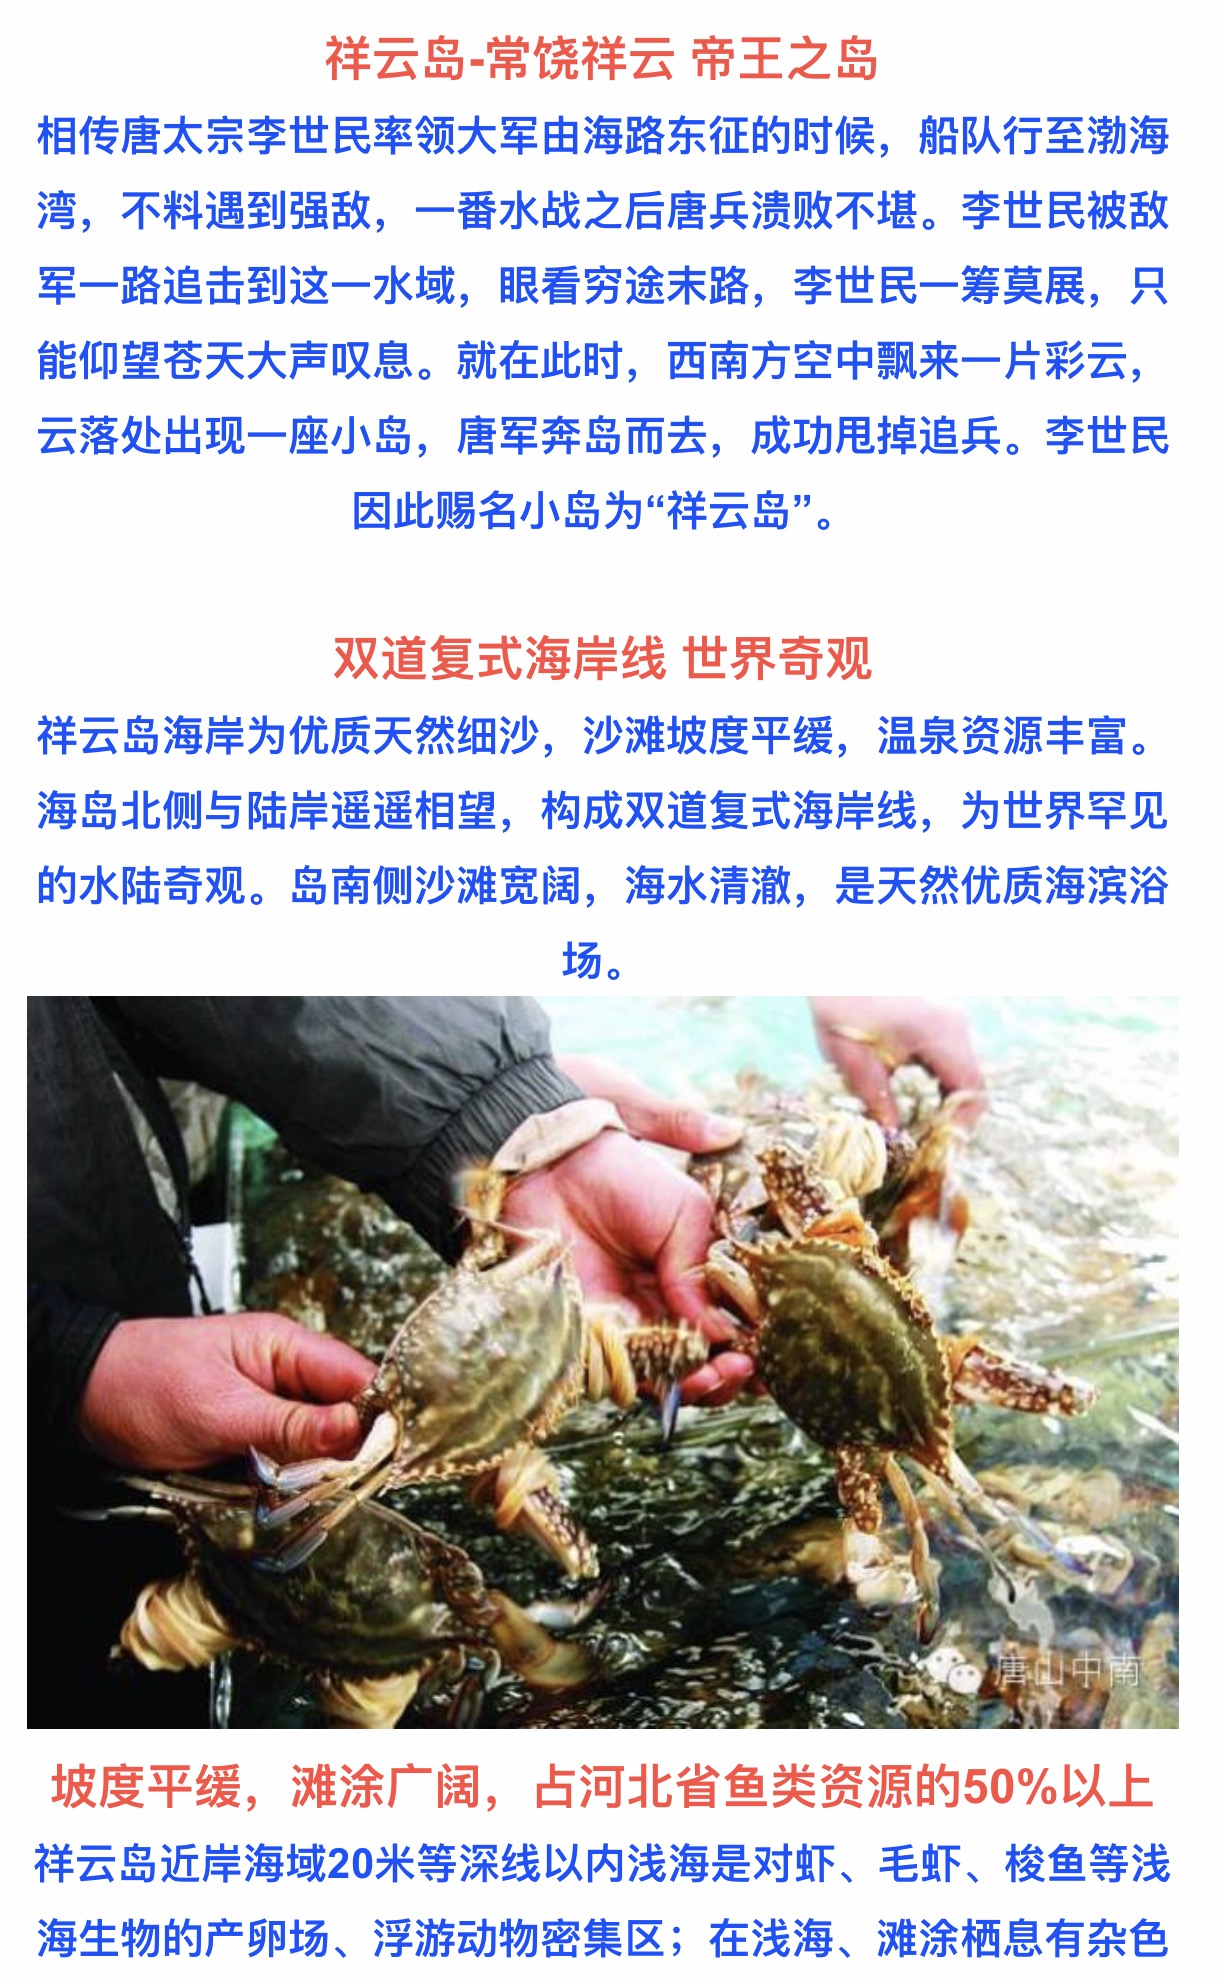 祥云岛-常饶祥云 帝王之岛
相传唐太宗李世民率领大军由海路东征的时候，船队行至渤海
湾，不料遇到强敌，一番水战之后唐兵溃败不堪。李世民被敌
军一路追击到这一水域，眼看穷途末路，李世民一筹莫展，只
能仰望苍天大声叹息。就在此时，西南方空中飘来一片彩云，
云落处出现一座小岛，唐军奔岛而去，成功甩掉追兵。李世民
因此赐名小岛为“祥云岛”。
双道复式海岸线 世界奇观
祥云岛海岸为优质天然细沙，沙滩坡度平缓，温泉资源丰富。
海岛北侧与陆岸遥遥相望，构成双道复式海岸线，为世界罕见
的水陆奇观。岛南侧沙滩宽阔，海水清澈，是天然优质海滨浴
场。
唐山中南
坡度平缓，滩涂广阔，占河北省鱼类资源的50%以上
祥云岛近岸海域20米等深线以内浅海是对虾、毛虾、梭鱼等浅
海生物的产卵场、浮游动物密集区；在浅海、滩涂栖息有杂色